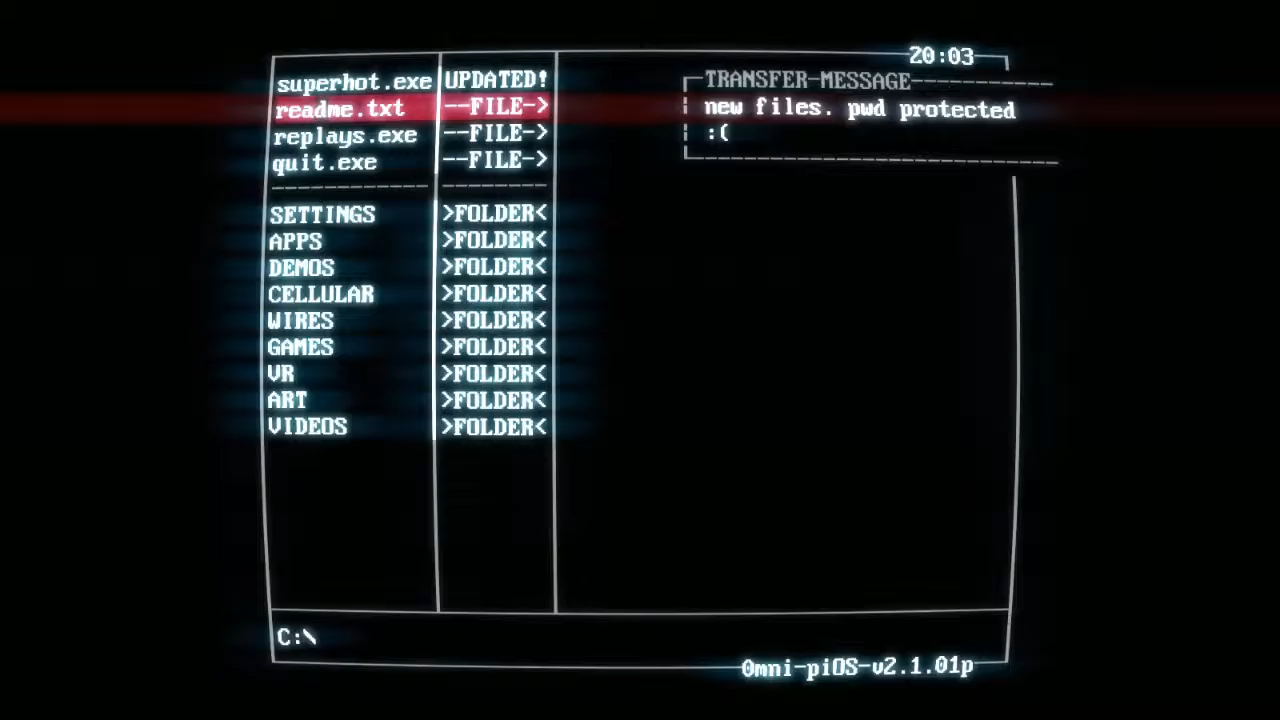 20:03
superhot.exe UPDATED!
readme.txt --FILE->
replays.exe --FILE->
quit.exe --FILE->
SETTINGS >FOLDER<
APPS >FOLDER<
DEMOS >FOLDER<
CELLULAR >FOLDER<
WIRES >FOLDER<
GAMES >FOLDER<
VR >FOLDER<
ART >FOLDER<
VIDEOS >FOLDER<
TRANSFER-MESSAGE
new files. pwd protected
:(
C:\
0mni-piOS-v2.1.01p